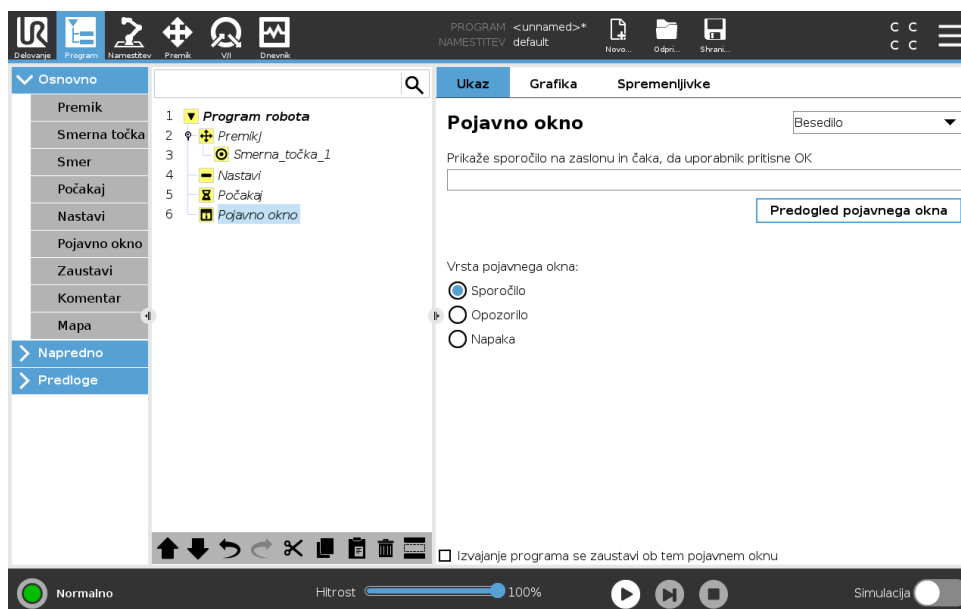 PROGRAM <unnamed>*
NAMESTITEV default
Delovanje Program Namestitev Premik V/I Dnevnik Novo... Odpri... Shrani...
C C
C C
Osnovno
Premik
Smerna točka
Smer
Počakaj
Nastavi
Pojavno okno
Zaustavi
Komentar
Mapa
Napredno
Predloge
1 Program robota
2 PremikJ
3 Smerna_točka_1
4 Nastavi
5 Počakaj
6 Pojavno okno
Ukaz Grafika Spremenljivke
Pojavno okno Besedilo
Prikaže sporočilo na zaslonu in čaka, da uporabnik pritisne OK
Predogled pojavnega okna
Vrsta pojavnega okna:
Sporočilo
Opozorilo
Napaka
Izvajanje programa se zaustavi ob tem pojavnem oknu
Normalno Hitrost 100% Simulacija